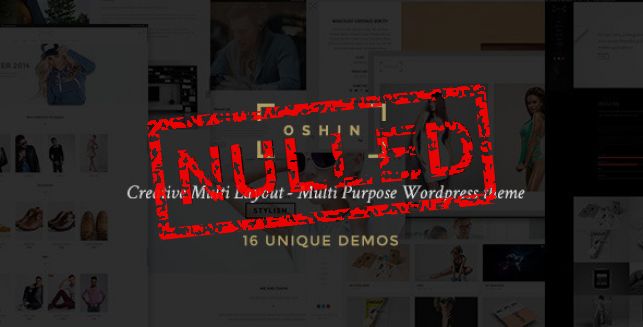 OSHIN
NULLED
Creative Multi Layout - Multi Purpose Wordpress theme
STYLISH
16 UNIQUE DEMOS